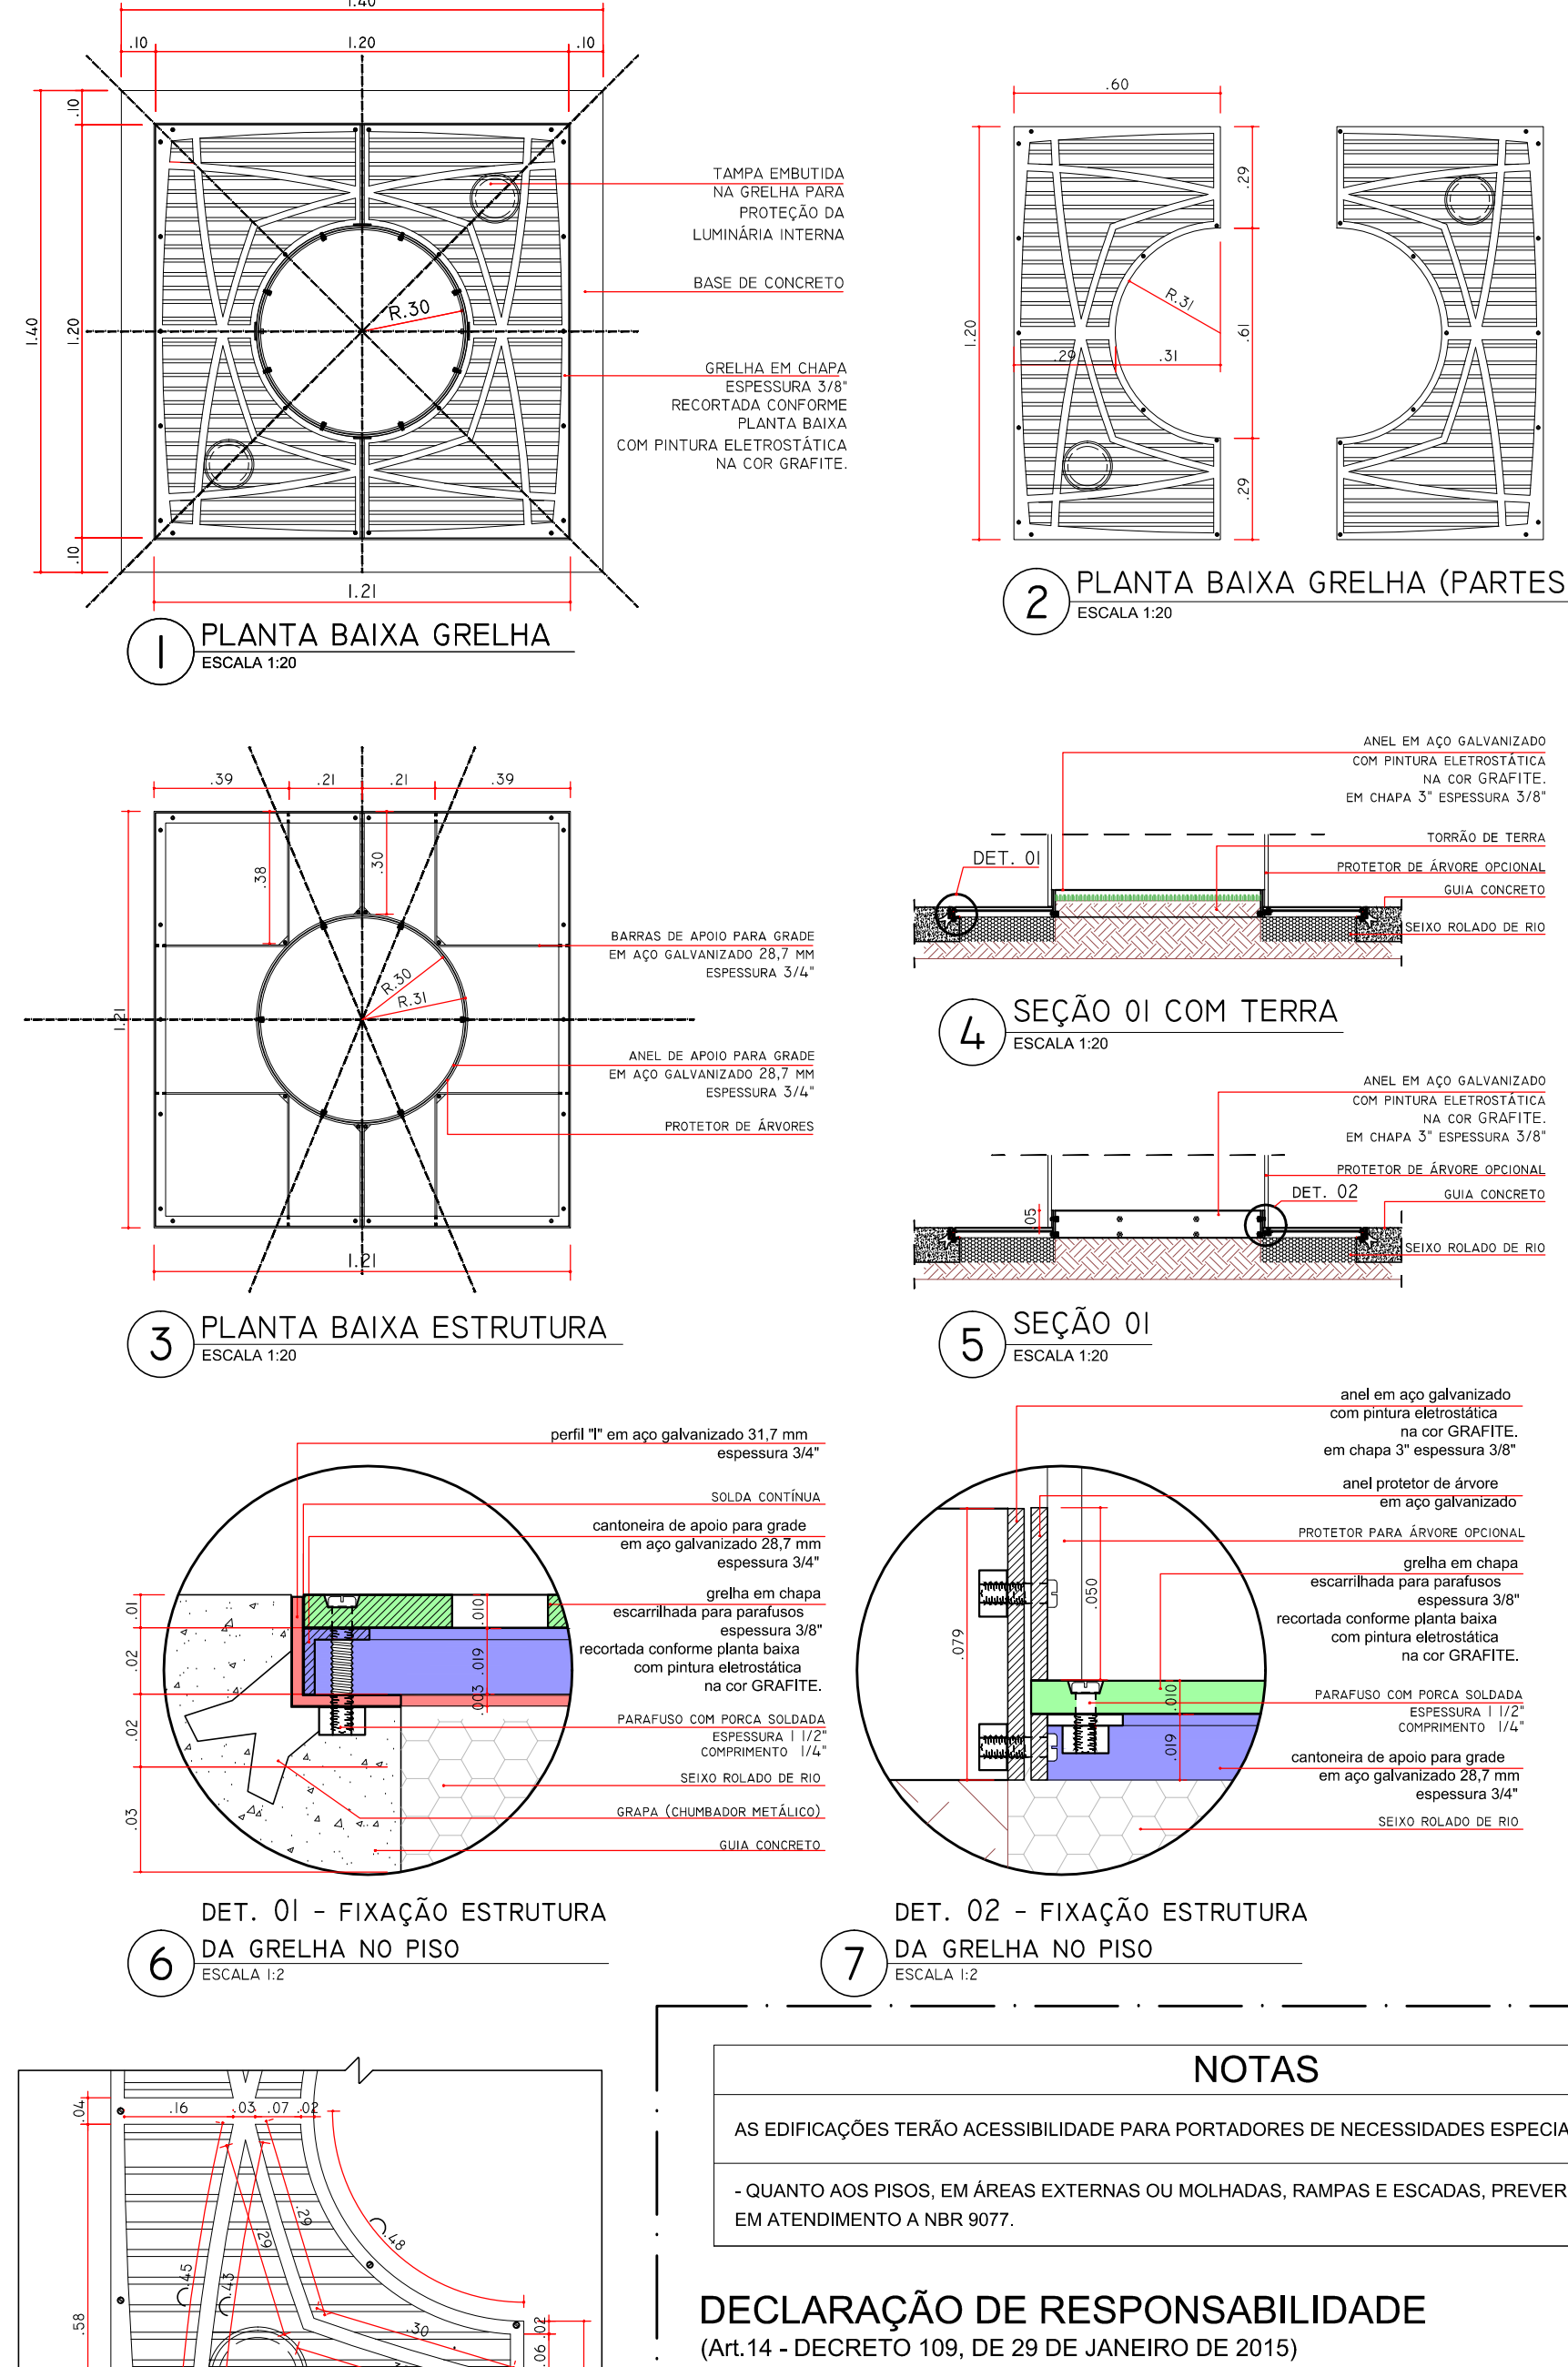 1.40
.10
1.20
.10
.10
1.40
1.20
.10
R.30
1.21
TAMPA EMBUTIDA
NA GRELHA PARA
PROTEÇÃO DA
LUMINÁRIA INTERNA
BASE DE CONCRETO
GRELHA EM CHAPA
ESPESSURA 3/8"
RECORTADA CONFORME
PLANTA BAIXA
COM PINTURA ELETROSTÁTICA
NA COR GRAFITE.
1 PLANTA BAIXA GRELHA
ESCALA 1:20
.60
1.20
.29
R.31
.61
.29
.31
.29
2 PLANTA BAIXA GRELHA (PARTES
ESCALA 1:20
.39
.21
.21
.39
.38
.30
R.30
R.31
1.21
1.21
BARRAS DE APOIO PARA GRADE
EM AÇO GALVANIZADO 28,7 MM
ESPESSURA 3/4"
ANEL DE APOIO PARA GRADE
EM AÇO GALVANIZADO 28,7 MM
ESPESSURA 3/4"
PROTETOR DE ÁRVORES
3 PLANTA BAIXA ESTRUTURA
ESCALA 1:20
ANEL EM AÇO GALVANIZADO
COM PINTURA ELETROSTÁTICA
NA COR GRAFITE.
EM CHAPA 3" ESPESSURA 3/8"
TORRÃO DE TERRA
DET. 01
PROTETOR DE ÁRVORE OPCIONAL
GUIA CONCRETO
SEIXO ROLADO DE RIO
4 SEÇÃO 01 COM TERRA
ESCALA 1:20
ANEL EM AÇO GALVANIZADO
COM PINTURA ELETROSTÁTICA
NA COR GRAFITE.
EM CHAPA 3" ESPESSURA 3/8"
PROTETOR DE ÁRVORE OPCIONAL
DET. 02
GUIA CONCRETO
.05
SEIXO ROLADO DE RIO
5 SEÇÃO 01
ESCALA 1:20
perfil "l" em aço galvanizado 31,7 mm
espessura 3/4"
SOLDA CONTÍNUA
cantoneira de apoio para grade
em aço galvanizado 28,7 mm
espessura 3/4"
grelha em chapa
escarrilhada para parafusos
espessura 3/8"
recortada conforme planta baixa
com pintura eletrostática
na cor GRAFITE.
PARAFUSO COM PORCA SOLDADA
ESPESSURA 1 1/2"
COMPRIMENTO 1/4"
SEIXO ROLADO DE RIO
GRAPA (CHUMBADOR METÁLICO)
GUIA CONCRETO
.01
.02
.02
.03
.010
.019
.003
DET. 01 - FIXAÇÃO ESTRUTURA
6 DA GRELHA NO PISO
ESCALA 1:2
anel em aço galvanizado
com pintura eletrostática
na cor GRAFITE.
em chapa 3" espessura 3/8"
anel protetor de árvore
em aço galvanizado
PROTETOR PARA ÁRVORE OPCIONAL
grelha em chapa
escarrilhada para parafusos
espessura 3/8"
recortada conforme planta baixa
com pintura eletrostática
na cor GRAFITE.
PARAFUSO COM PORCA SOLDADA
ESPESSURA 1 1/2"
COMPRIMENTO 1/4"
cantoneira de apoio para grade
em aço galvanizado 28,7 mm
espessura 3/4"
SEIXO ROLADO DE RIO
.079
.050
.010
.019
DET. 02 - FIXAÇÃO ESTRUTURA
7 DA GRELHA NO PISO
ESCALA 1:2
.04
.16
.03
.07
.02
.58
.45
.43
.29
.29
.48
.30
.02
.06
NOTAS
AS EDIFICAÇÕES TERÃO ACESSIBILIDADE PARA PORTADORES DE NECESSIDADES ESPECIA
- QUANTO AOS PISOS, EM ÁREAS EXTERNAS OU MOLHADAS, RAMPAS E ESCADAS, PREVER
EM ATENDIMENTO A NBR 9077.
DECLARAÇÃO DE RESPONSABILIDADE
(Art.14 - DECRETO 109, DE 29 DE JANEIRO DE 2015)